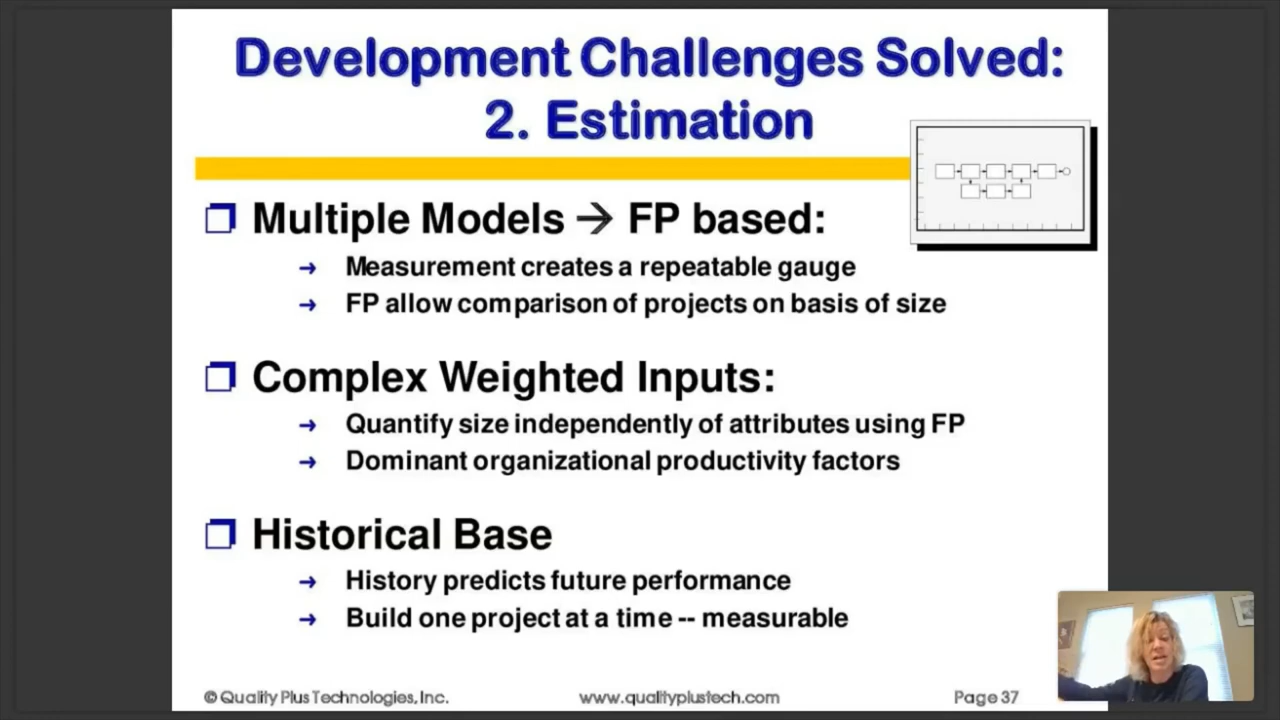 Development Challenges Solved:
2. Estimation
Multiple Models → FP based:
Measurement creates a repeatable gauge
FP allow comparison of projects on basis of size
Complex Weighted Inputs:
Quantify size independently of attributes using FP
Dominant organizational productivity factors
Historical Base
History predicts future performance
Build one project at a time -- measurable
© Quality Plus Technologies, Inc. www.qualityplustech.com Page 37